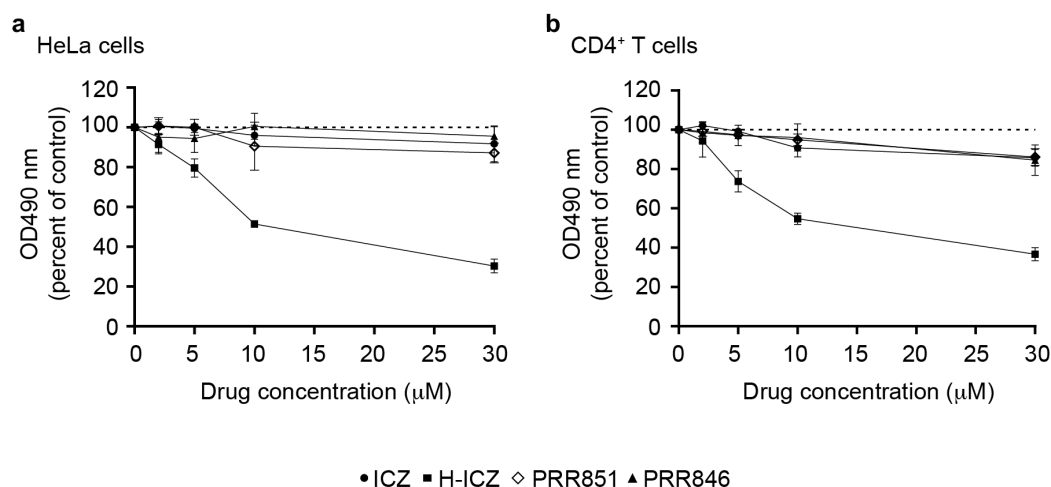 a
HeLa cells
OD490 nm
(percent of control)
120
100
80
60
40
20
0
0 5 10 15 20 25 30
Drug concentration (μM)
b
CD4⁺ T cells
OD490 nm
(percent of control)
120
100
80
60
40
20
0
0 5 10 15 20 25 30
Drug concentration (μM)
ICZ H-ICZ PRR851 PRR846